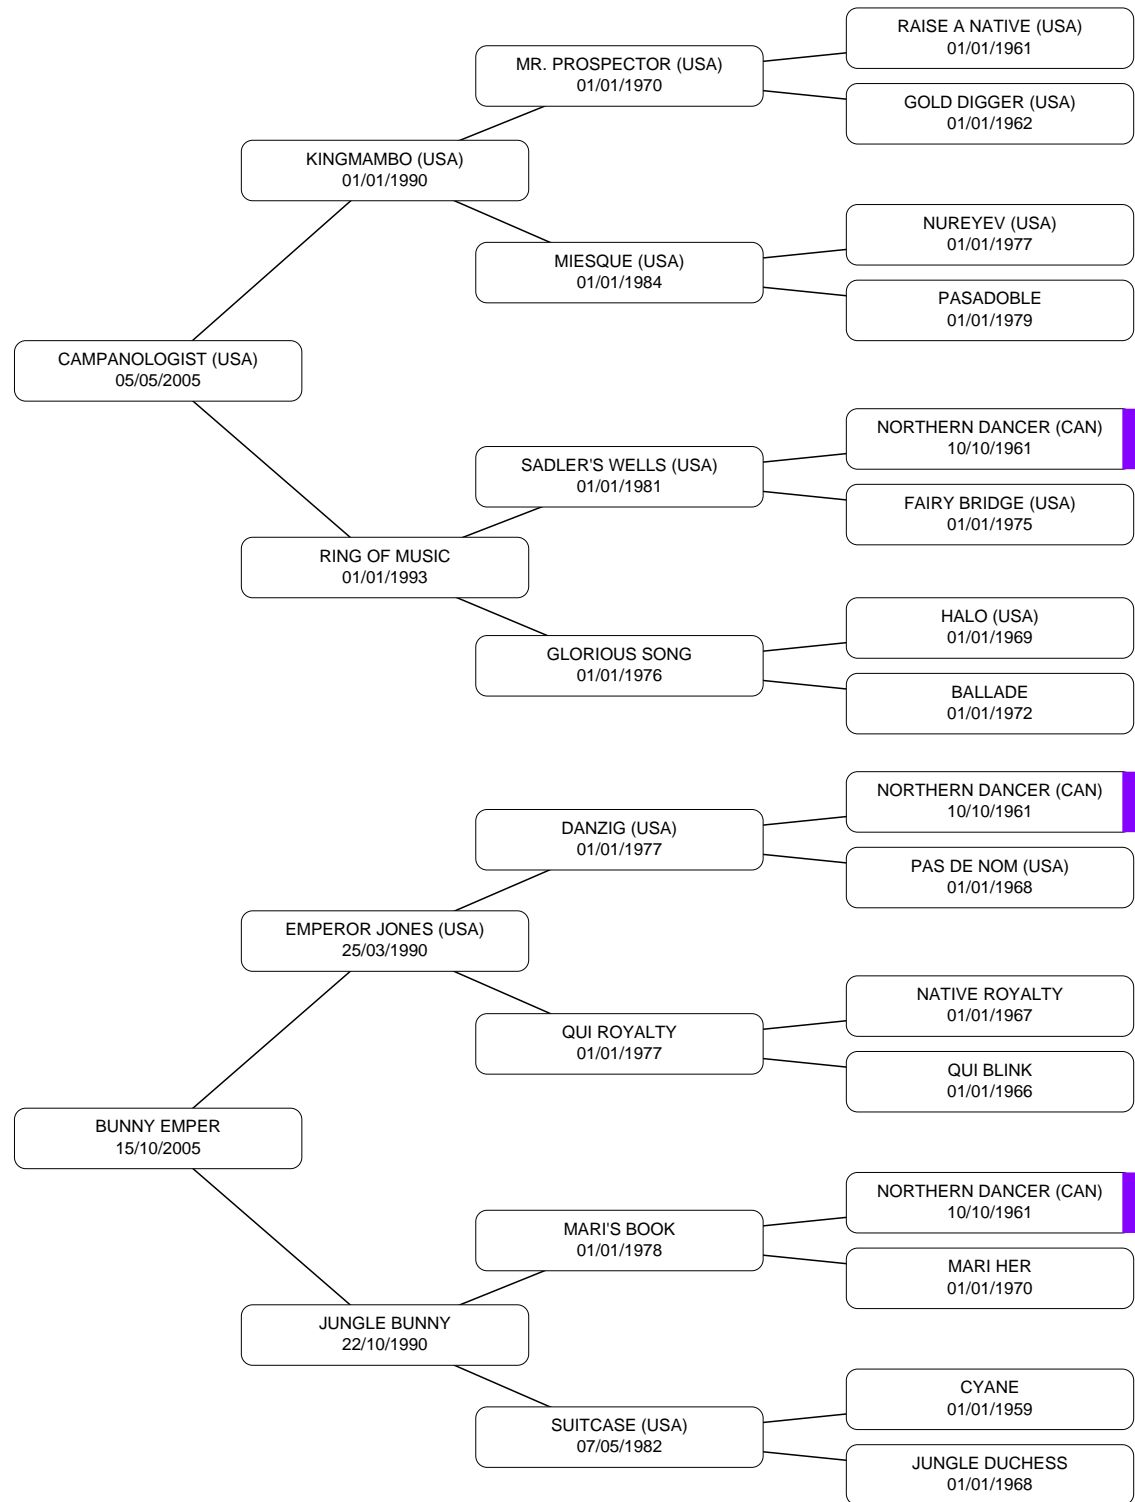 RAISE A NATIVE (USA)
01/01/1961
MR. PROSPECTOR (USA)
01/01/1970
GOLD DIGGER (USA)
01/01/1962
KINGMAMBO (USA)
01/01/1990
NUREYEV (USA)
01/01/1977
MIESQUE (USA)
01/01/1984
PASADOBLE
01/01/1979
CAMPANOLOGIST (USA)
05/05/2005
NORTHERN DANCER (CAN)
10/10/1961
SADLER'S WELLS (USA)
01/01/1981
FAIRY BRIDGE (USA)
01/01/1975
RING OF MUSIC
01/01/1993
HALO (USA)
01/01/1969
GLORIOUS SONG
01/01/1976
BALLADE
01/01/1972
NORTHERN DANCER (CAN)
10/10/1961
DANZIG (USA)
01/01/1977
PAS DE NOM (USA)
01/01/1968
EMPEROR JONES (USA)
25/03/1990
NATIVE ROYALTY
01/01/1967
QUI ROYALTY
01/01/1977
QUI BLINK
01/01/1966
BUNNY EMPER
15/10/2005
NORTHERN DANCER (CAN)
10/10/1961
MARI'S BOOK
01/01/1978
MARI HER
01/01/1970
JUNGLE BUNNY
22/10/1990
CYANE
01/01/1959
SUITCASE (USA)
07/05/1982
JUNGLE DUCHESS
01/01/1968